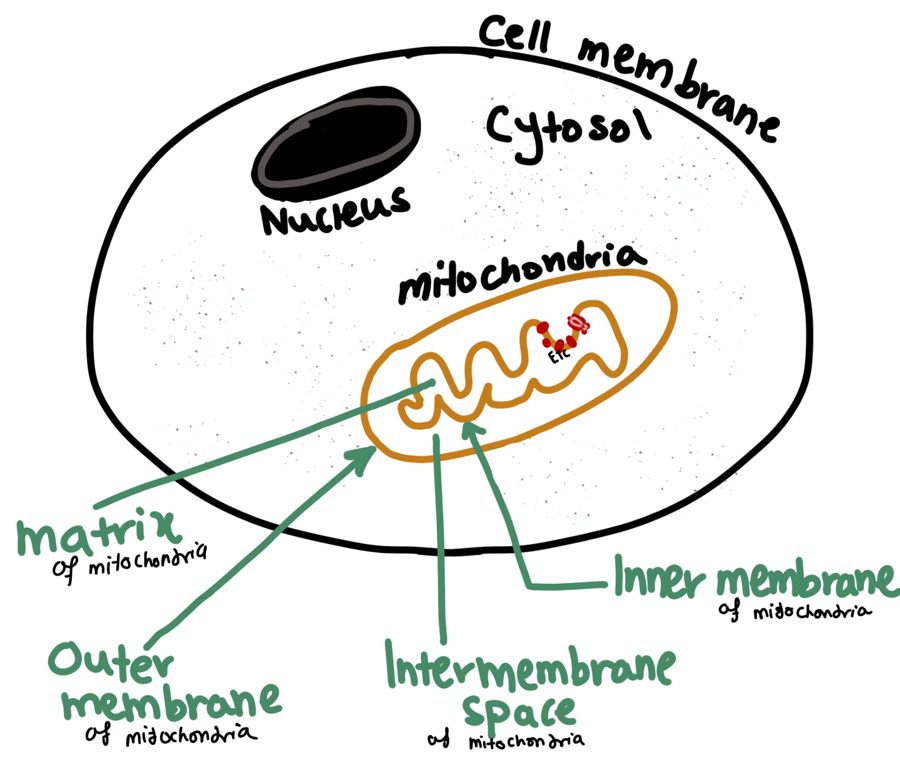 Cell membrane
Cytosol
Nucleus
mitochondria
ETC
matrix
of mitochondria
Inner membrane
of mitochondria
Outer
membrane
of mitochondria
Intermembrane
space
of mitochondria